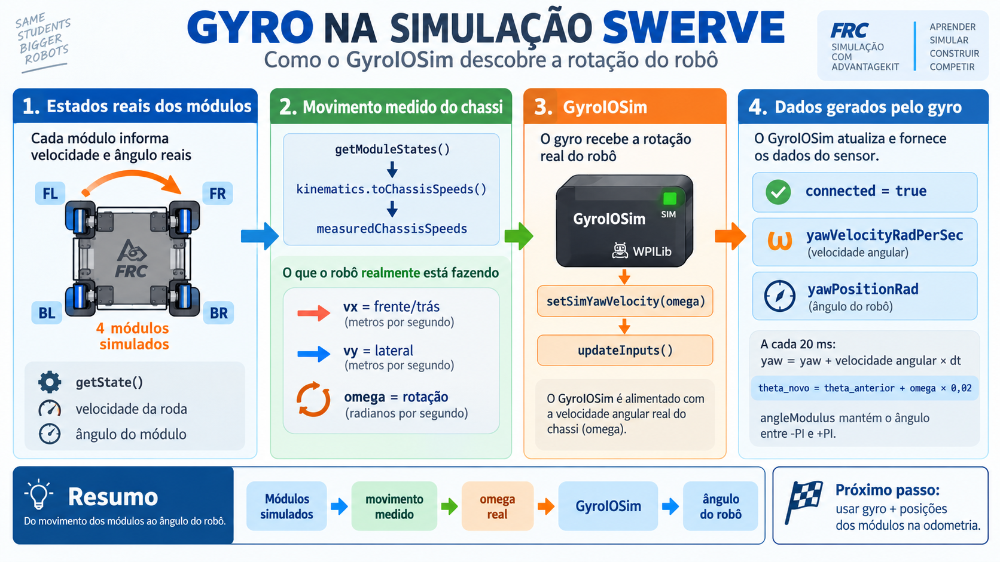 SAME
STUDENTS
BIGGER
ROBOTS
GYRO NA SIMULAÇÃO SWERVE
Como o GyroIOSim descobre a rotação do robô
FRC
SIMULAÇÃO
COM
ADVANTAGEKIT
APRENDER
SIMULAR
CONSTRUIR
COMPETIR
1. Estados reais dos módulos
Cada módulo informa
velocidade e ângulo reais
FL
FR
FRC
BL
BR
4 módulos
simulados
getState()
velocidade da roda
ângulo do módulo
2. Movimento medido do chassi
getModuleStates()
kinematics.toChassisSpeeds()
measuredChassisSpeeds
O que o robô realmente está fazendo
vx = frente/trás
(metros por segundo)
vy = lateral
(metros por segundo)
omega = rotação
(radianos por segundo)
3. GyroIOSim
O gyro recebe a rotação
real do robô
SIM
GyroIOSim
WPILib
setSimYawVelocity(omega)
updateInputs()
O GyroIOSim é alimentado com
a velocidade angular real do
chassi (omega).
4. Dados gerados pelo gyro
O GyroIOSim atualiza e fornece
os dados do sensor.
connected = true
ω yawVelocityRadPerSec
(velocidade angular)
yawPositionRad
(ângulo do robô)
A cada 20 ms:
yaw = yaw + velocidade angular × dt
theta_novo = theta_anterior + omega × 0,02
angleModulus mantém o ângulo
entre -PI e +PI.
Resumo
Do movimento dos módulos ao ângulo do robô.
Módulos
simulados
movimento
medido
omega
real
GyroIOSim
ângulo
do robô
Próximo passo:
usar gyro + posições
dos módulos na odometria.